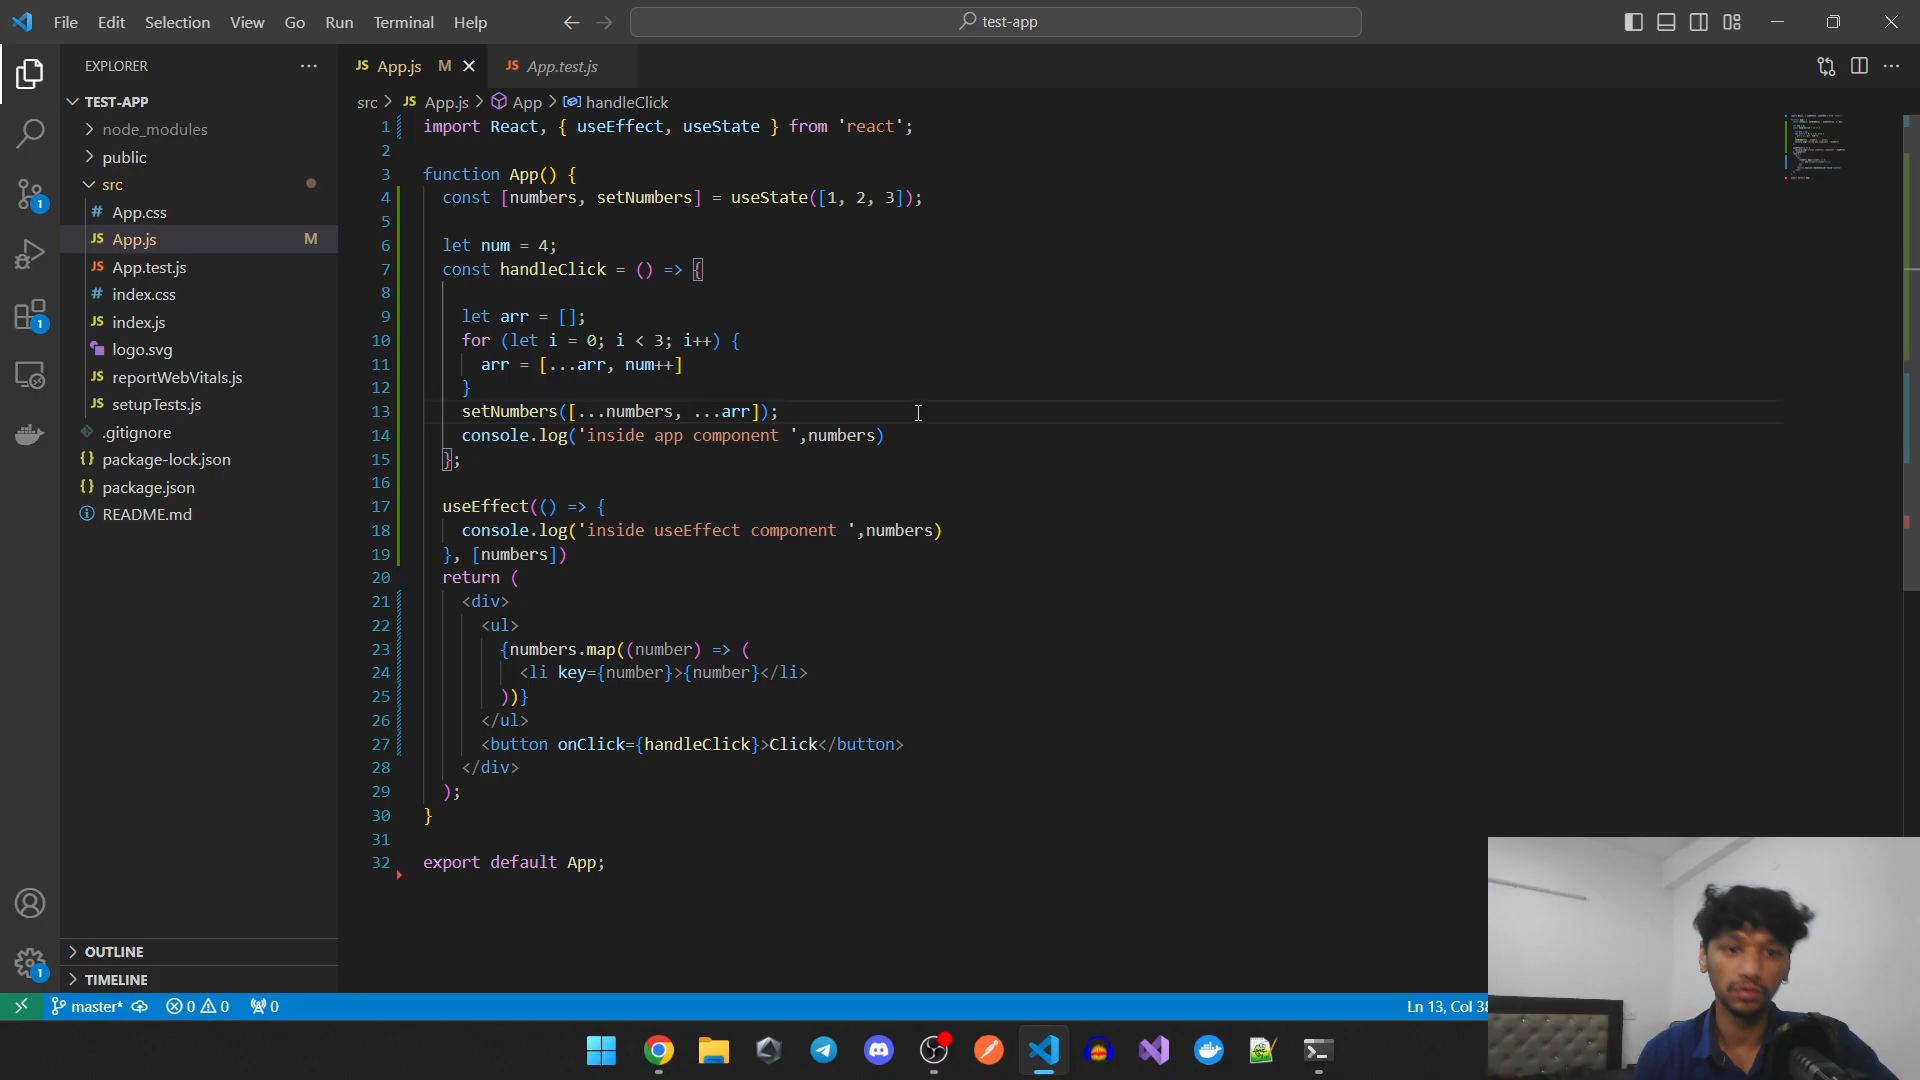 File Edit Selection View Go Run Terminal Help
test-app
EXPLORER
TEST-APP
node_modules
public
src
# App.css
JS App.js M
JS App.test.js
# index.css
JS index.js
logo.svg
JS reportWebVitals.js
JS setupTests.js
.gitignore
{} package-lock.json
{} package.json
README.md
OUTLINE
TIMELINE
JS App.js M
JS App.test.js
src > JS App.js > App > handleClick
1 import React, { useEffect, useState } from 'react';
2
3 function App() {
4 const [numbers, setNumbers] = useState([1, 2, 3]);
5
6 let num = 4;
7 const handleClick = () => {
8
9 let arr = [];
10 for (let i = 0; i < 3; i++) {
11 arr = [...arr, num++]
12 }
13 setNumbers([...numbers, ...arr]);
14 console.log('inside app component ',numbers)
15 };
16
17 useEffect(() => {
18 console.log('inside useEffect component ',numbers)
19 }, [numbers])
20 return (
21 <div>
22 <ul>
23 {numbers.map((number) => (
24 <li key={number}>{number}</li>
25 ))}
26 </ul>
27 <button onClick={handleClick}>Click</button>
28 </div>
29 );
30 }
31
32 export default App;
1
1
1
master* 0 0 0
Ln 13, Col